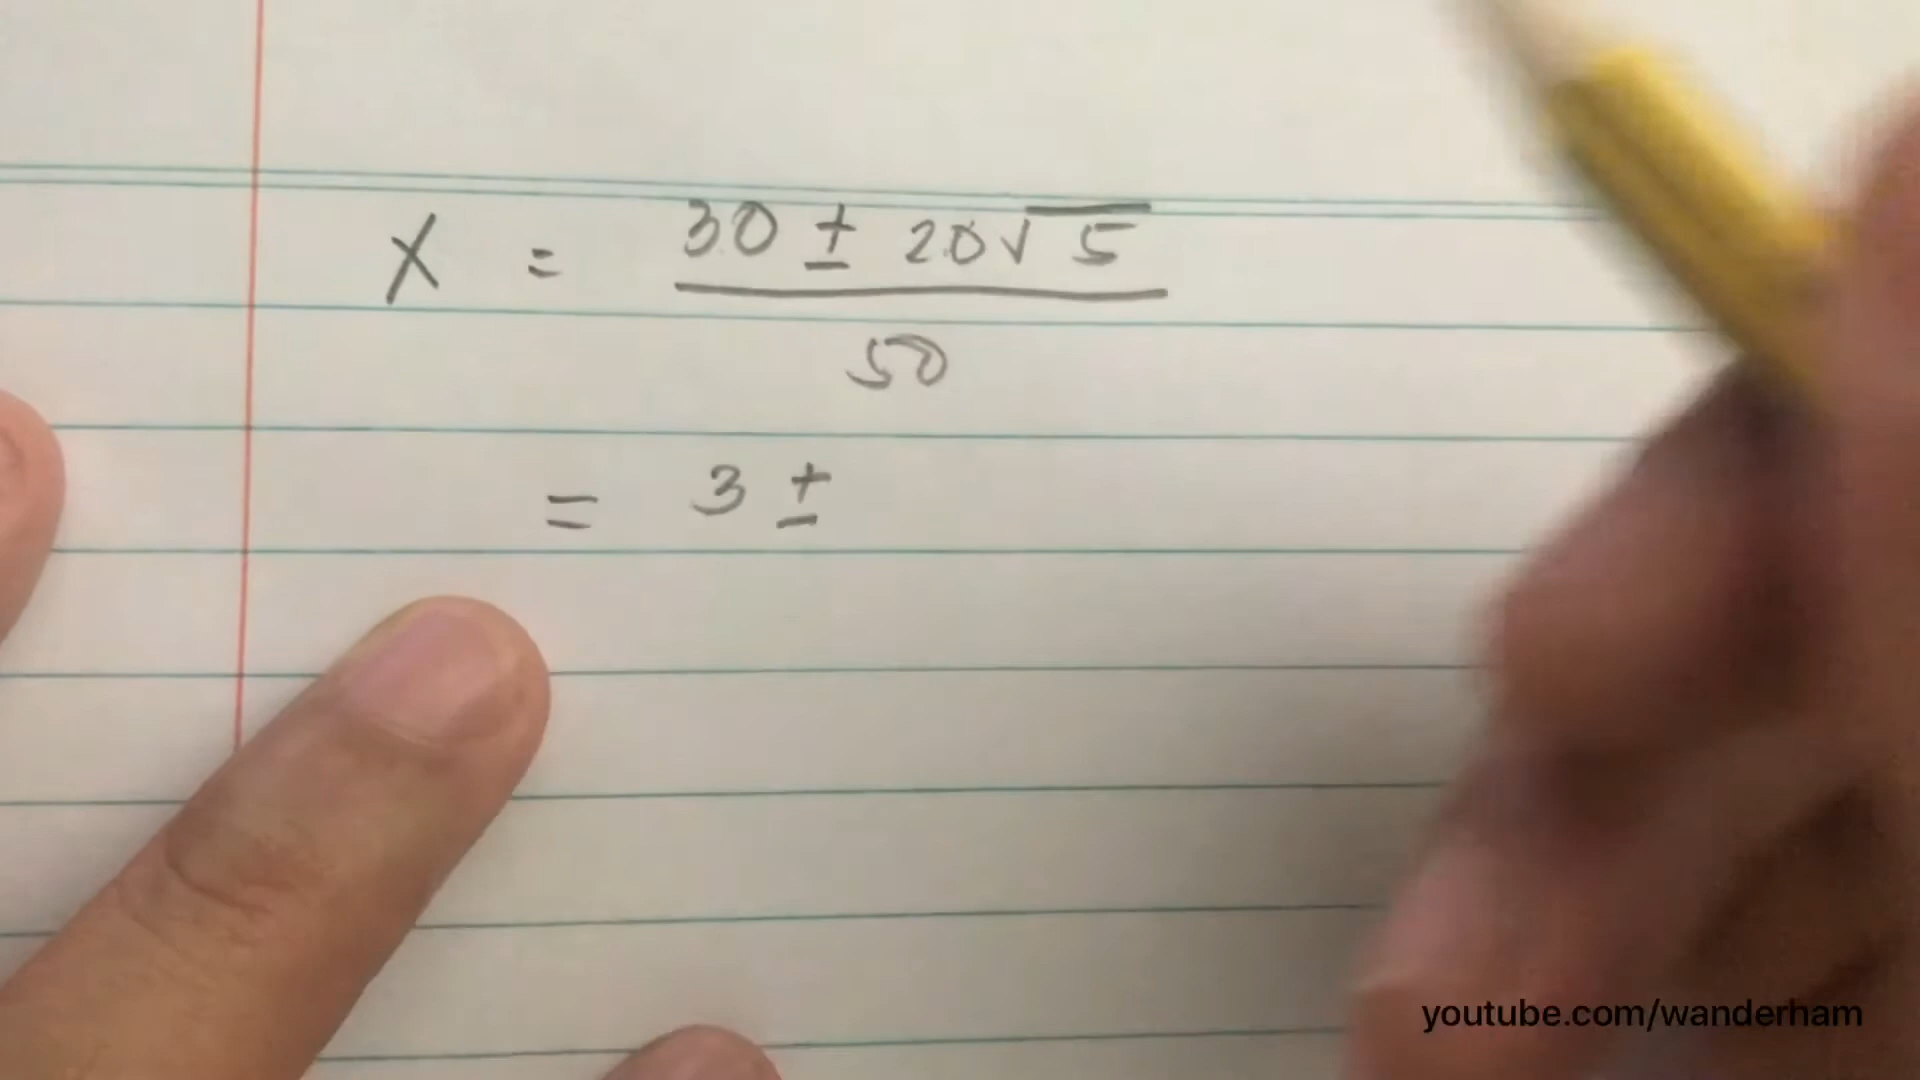 X = 30 ± 20√5
50
= 3 ±
youtube.com/wanderham